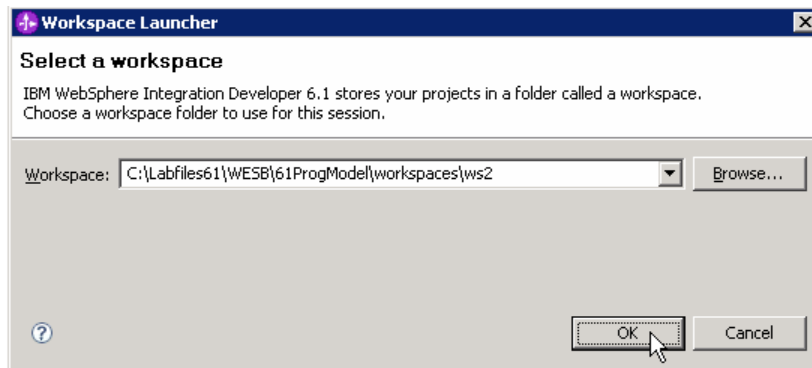 Workspace Launcher
Select a workspace
IBM WebSphere Integration Developer 6.1 stores your projects in a folder called a workspace.
Choose a workspace folder to use for this session.
Workspace: C:\Labfiles61\WESB\61ProgModel\workspaces\ws2 Browse...
OK Cancel